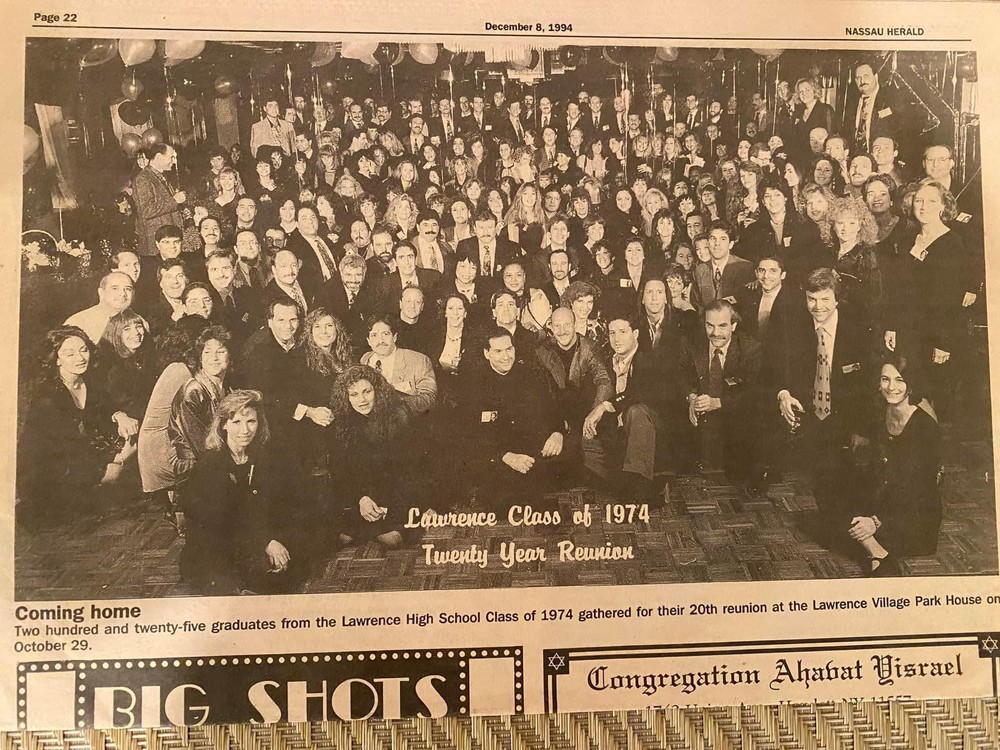 Page 22
December 8, 1994
NASSAU HERALD
Lawrence Class of 1974
Twenty Year Reunion
Coming home
Two hundred and twenty-five graduates from the Lawrence High School Class of 1974 gathered for their 20th reunion at the Lawrence Village Park House on
October 29.
BIG SHOTS
Congregation Ahavat Yisrael